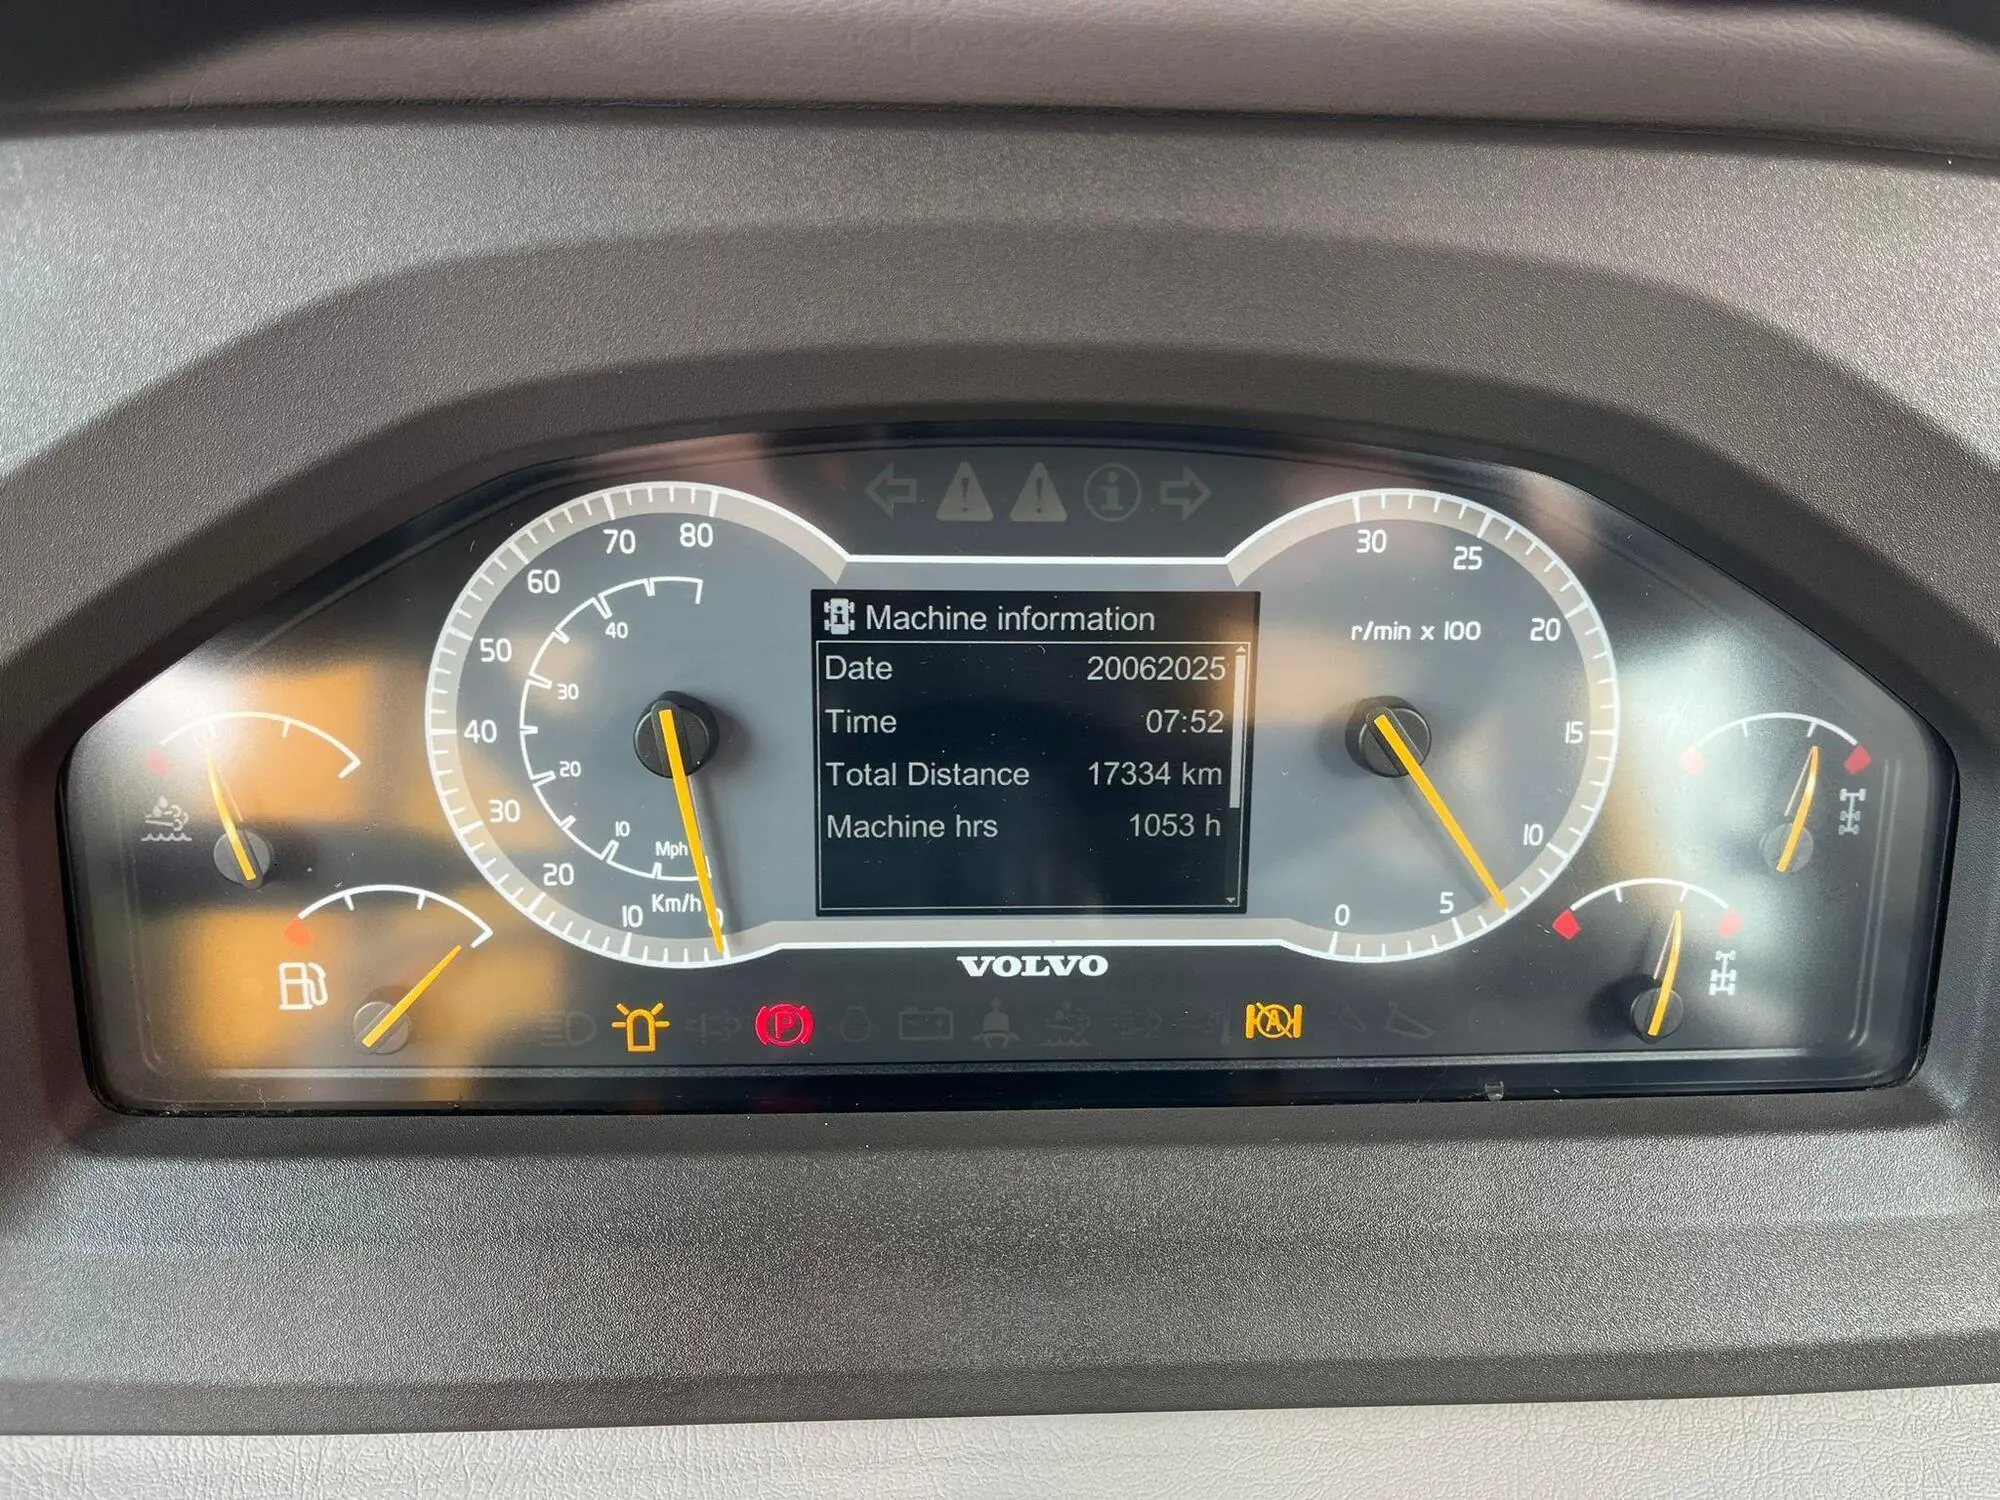 80
70
60
50
40
30
20
10
0
40
30
20
10
Mph
Km/h
Machine information
Date 20062025
Time 07:52
Total Distance 17334 km
Machine hrs 1053 h
30
25
20
15
10
5
0
r/min x 100
VOLVO
P
A